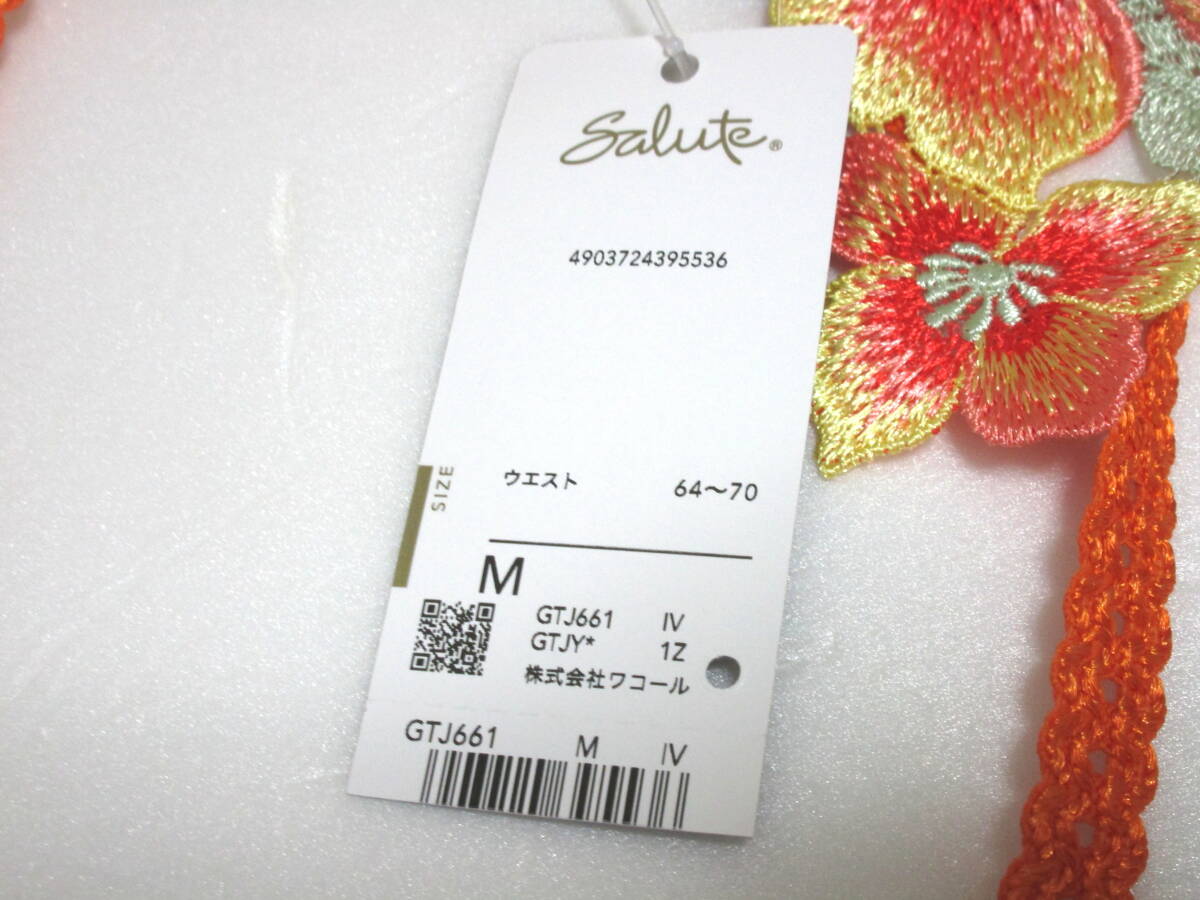 Salute®
4903724395536
SIZE
ウエスト 64〜70
M
GTJ661 IV
GTJY* 1Z
株式会社ワコール
GTJ661 M IV